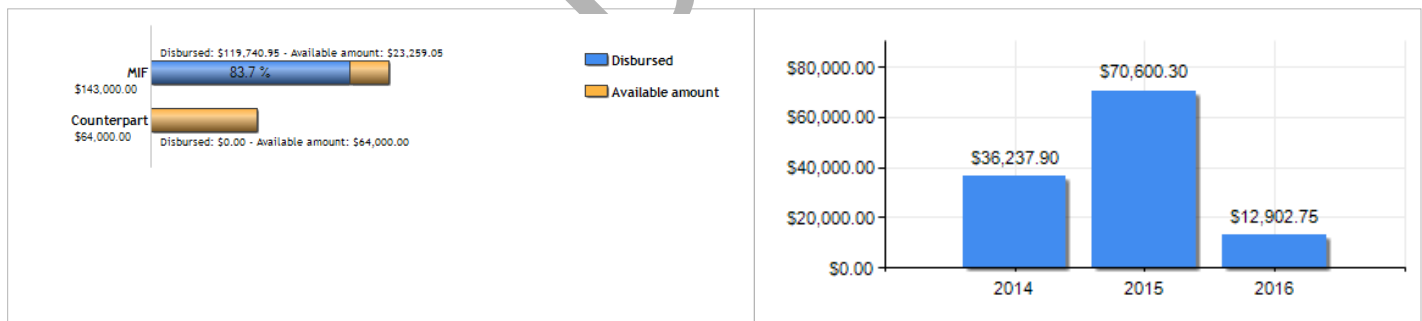 Disbursed: $119,740.95 - Available amount: $23,259.05
MIF
83.7 %
$143,000.00
Counterpart
$64,000.00
Disbursed: $0.00 - Available amount: $64,000.00
Disbursed
Available amount
$80,000.00
$60,000.00
$40,000.00
$20,000.00
$0.00
$36,237.90
$70,600.30
$12,902.75
2014
2015
2016